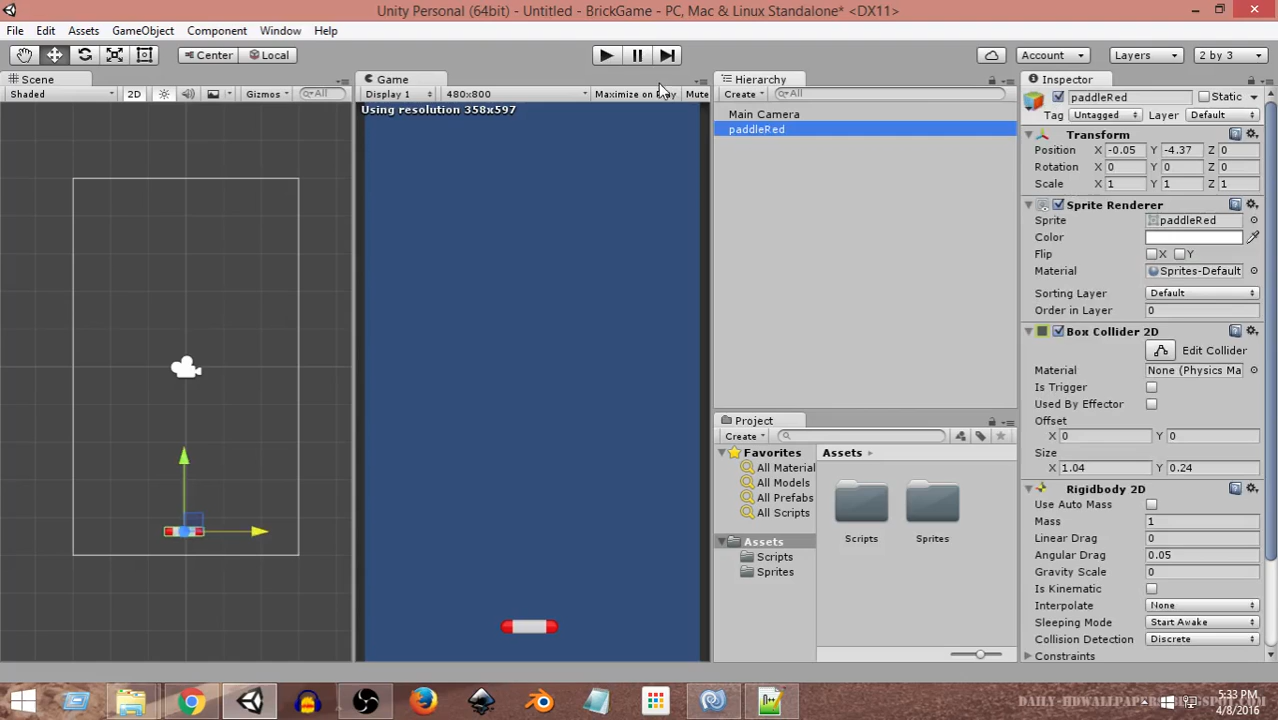 Unity Personal (64bit) - Untitled - BrickGame - PC, Mac & Linux Standalone* <DX11>
File Edit Assets GameObject Component Window Help
Center Local Account Layers 2 by 3
Scene
Shaded 2D Gizmos All
Game
Display 1 480x800 Maximize on Play Mute
Using resolution 358x597
Hierarchy
Create All
Main Camera
paddleRed
Project
Create
Favorites
All Material
All Models
All Prefabs
All Scripts
Assets
Scripts
Sprites
Assets
Scripts Sprites
Inspector
paddleRed Static
Tag Untagged Layer Default
Transform
Position X -0.05 Y -4.37 Z 0
Rotation X 0 Y 0 Z 0
Scale X 1 Y 1 Z 1
Sprite Renderer
Sprite paddleRed
Color
Flip X Y
Material Sprites-Default
Sorting Layer Default
Order in Layer 0
Box Collider 2D
Edit Collider
Material None (Physics Ma
Is Trigger
Used By Effector
Offset
X 0 Y 0
Size
X 1.04 Y 0.24
Rigidbody 2D
Use Auto Mass
Mass 1
Linear Drag 0
Angular Drag 0.05
Gravity Scale 0
Is Kinematic
Interpolate None
Sleeping Mode Start Awake
Collision Detection Discrete
Constraints
5:33 PM
4/8/2016